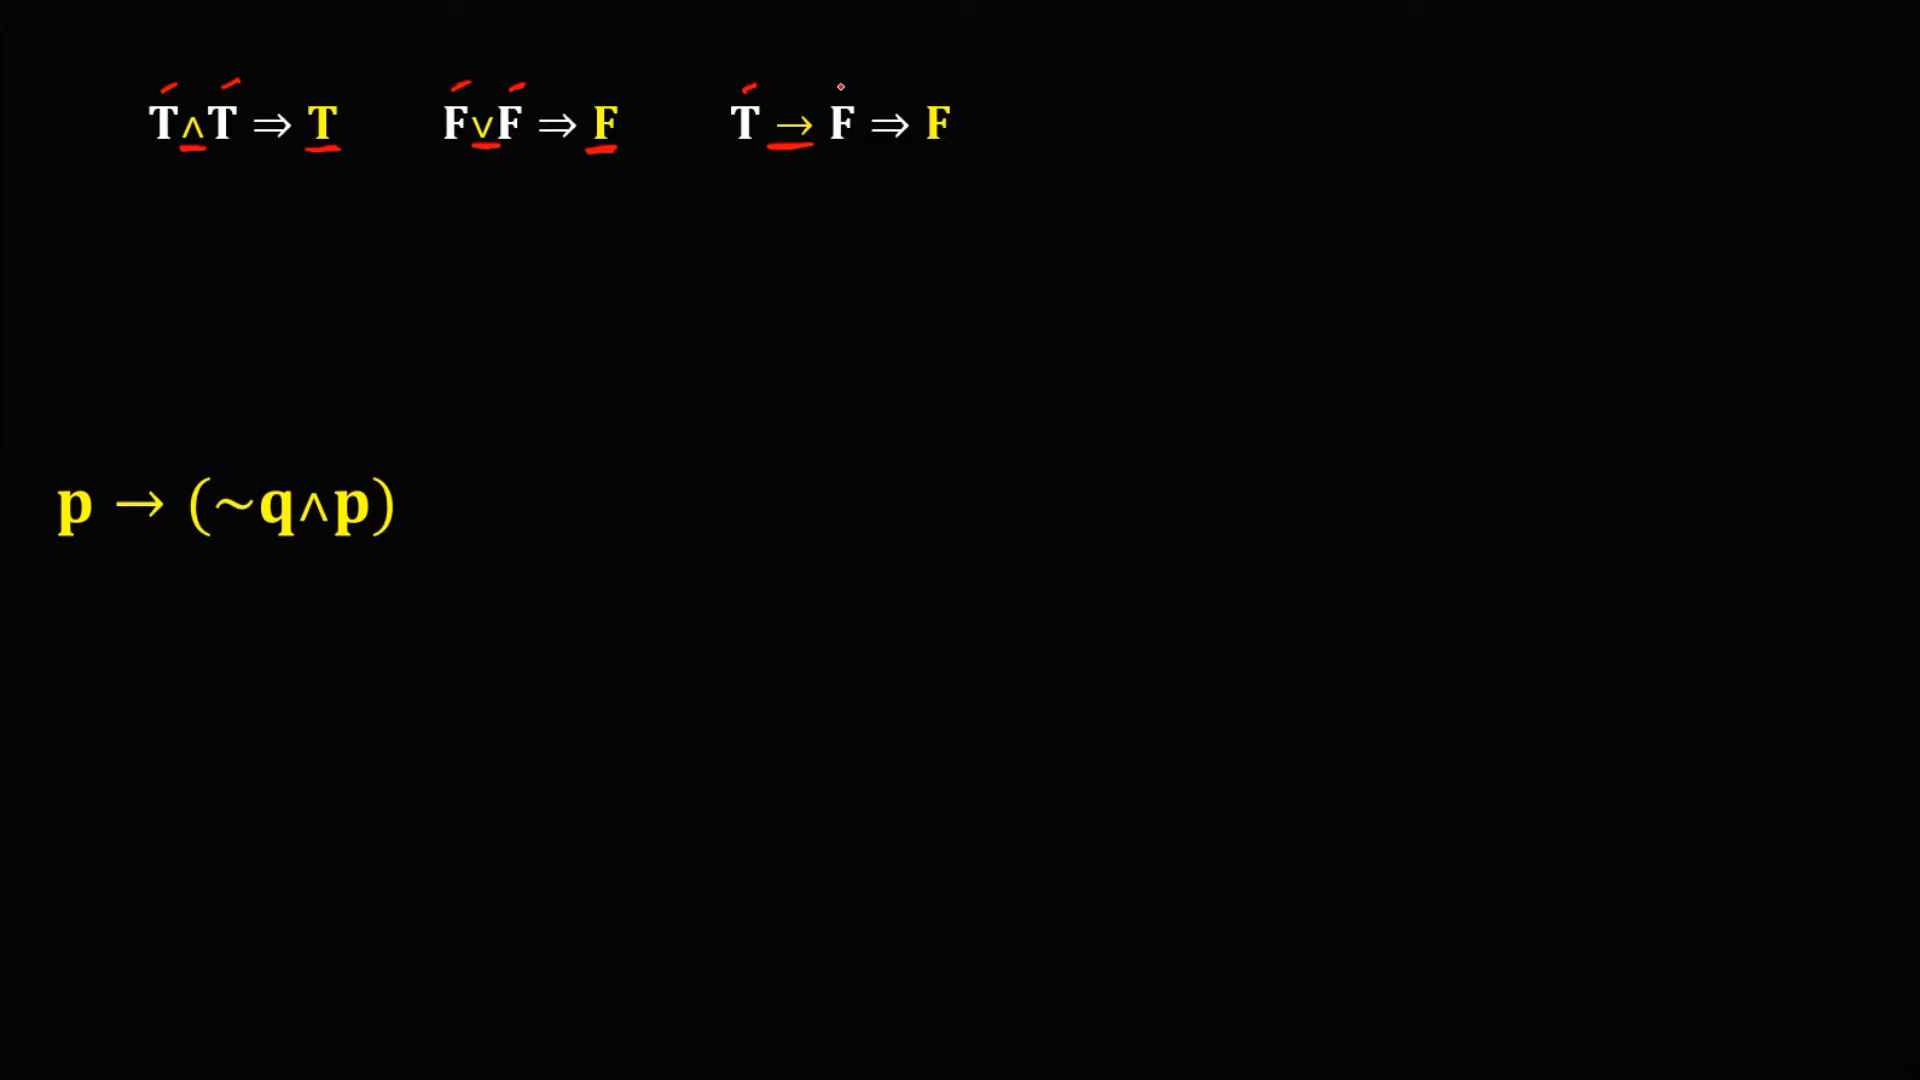 T∧T ⇒ T F∨F ⇒ F T → F ⇒ F
p → (~q∧p)